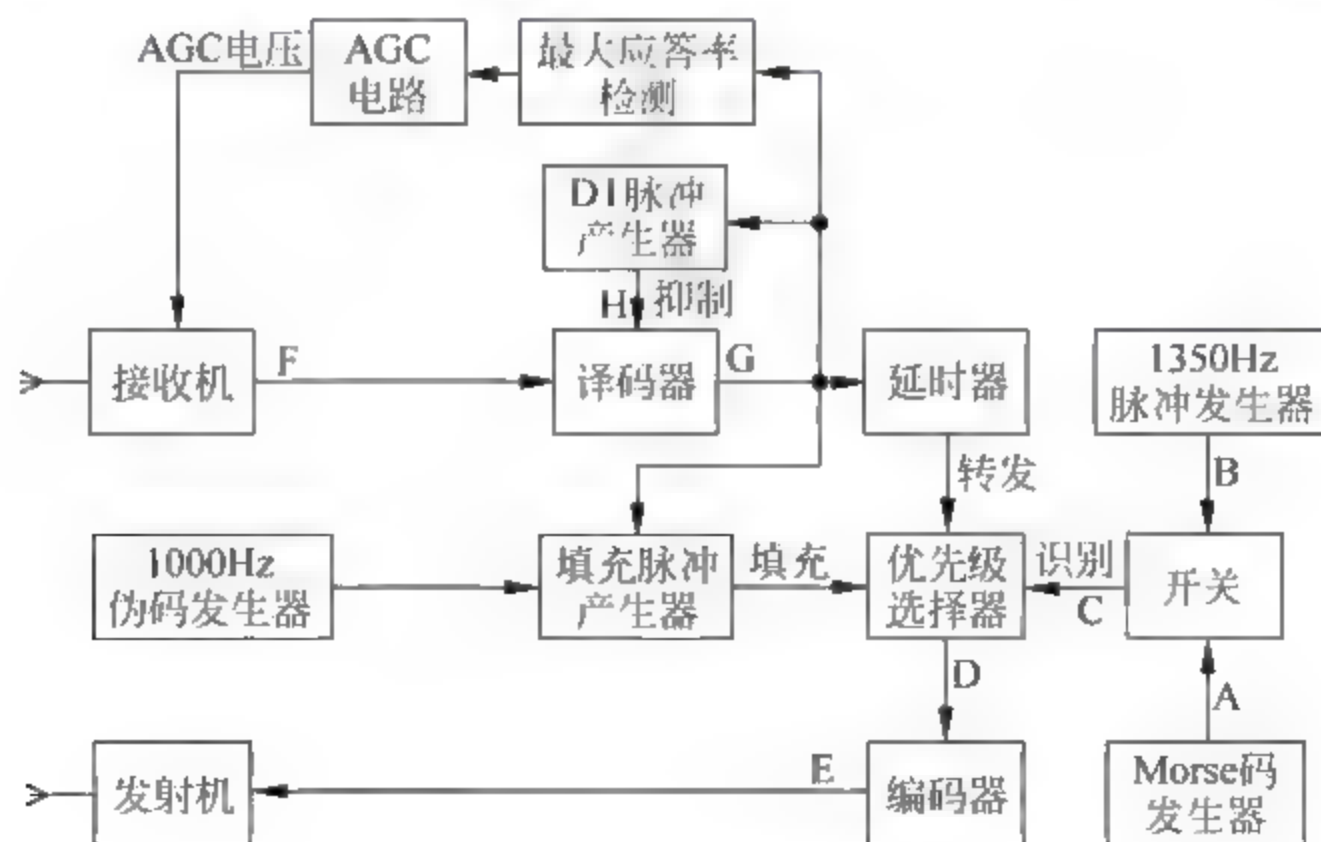 AGC电压
AGC
电路
最大应答率
检测
D1脉冲
产生器
H
抑制
接收机
F
译码器
G
延时器
1350Hz
脉冲发生器
转发
B
1000Hz
伪码发生器
填充脉冲
产生器
填充
优先级
选择器
识别
C
开关
D
A
发射机
E
编码器
Morse码
发生器